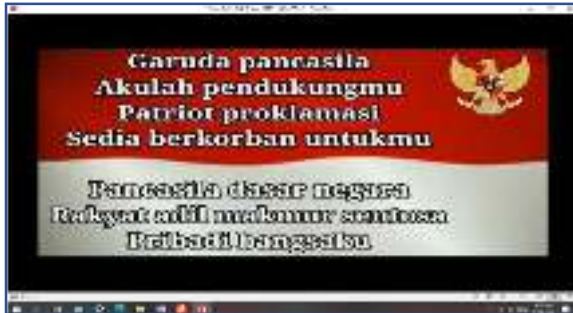 Garuda pancasila
Akulah pendukungmu
Patriot proklamasi
Sedia berkorban untukmu
Pancasila dasar negara
Rakyat adil makmur sentosa
Pribadi bangsaku